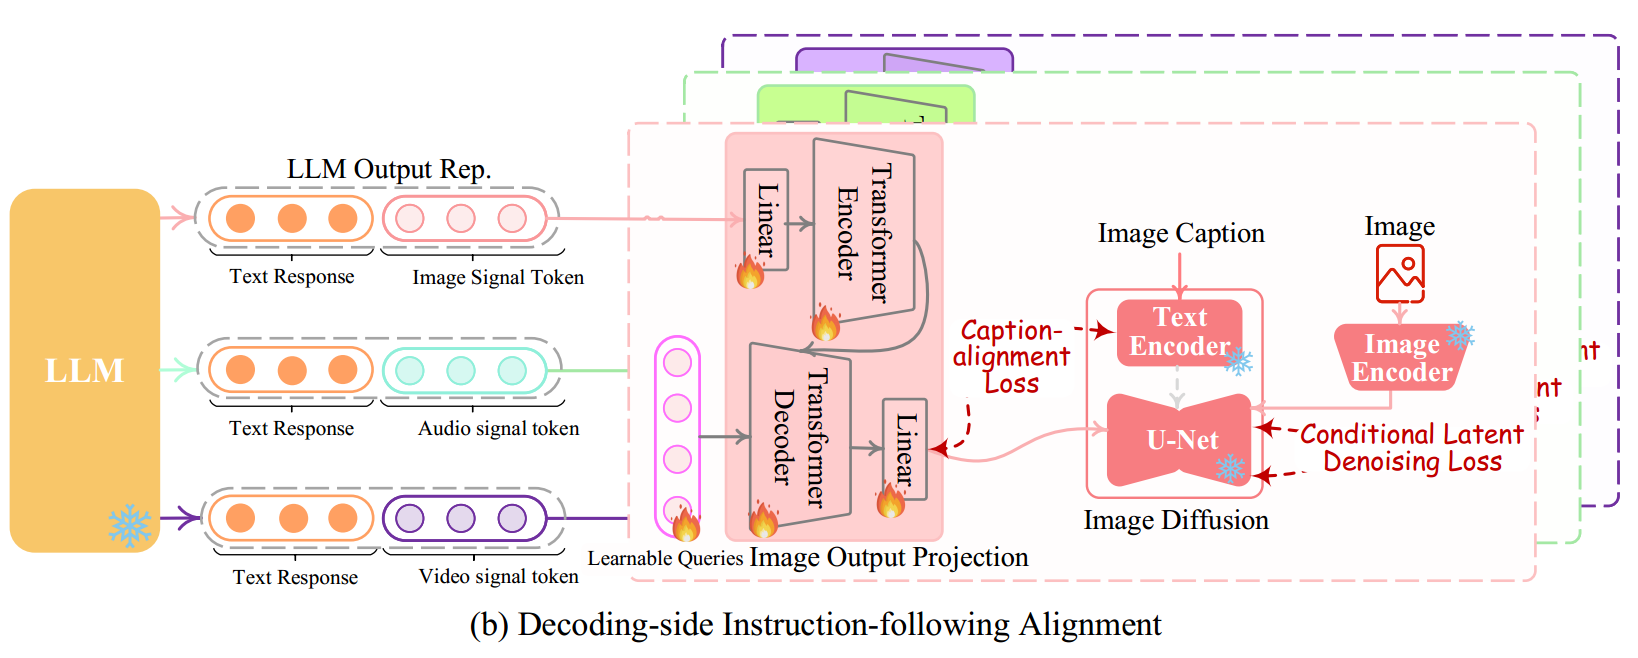 LLM Output Rep.
LLM
Text Response
Image Signal Token
Text Response
Audio signal token
Text Response
Video signal token
Linear
Transformer
Encoder
Transformer
Decoder
Linear
Learnable Queries
Image Output Projection
Caption-
alignment
Loss
Image Caption
Text
Encoder
U-Net
Image Diffusion
Image
Image
Encoder
Conditional Latent
Denoising Loss
nt
nt
(b) Decoding-side Instruction-following Alignment